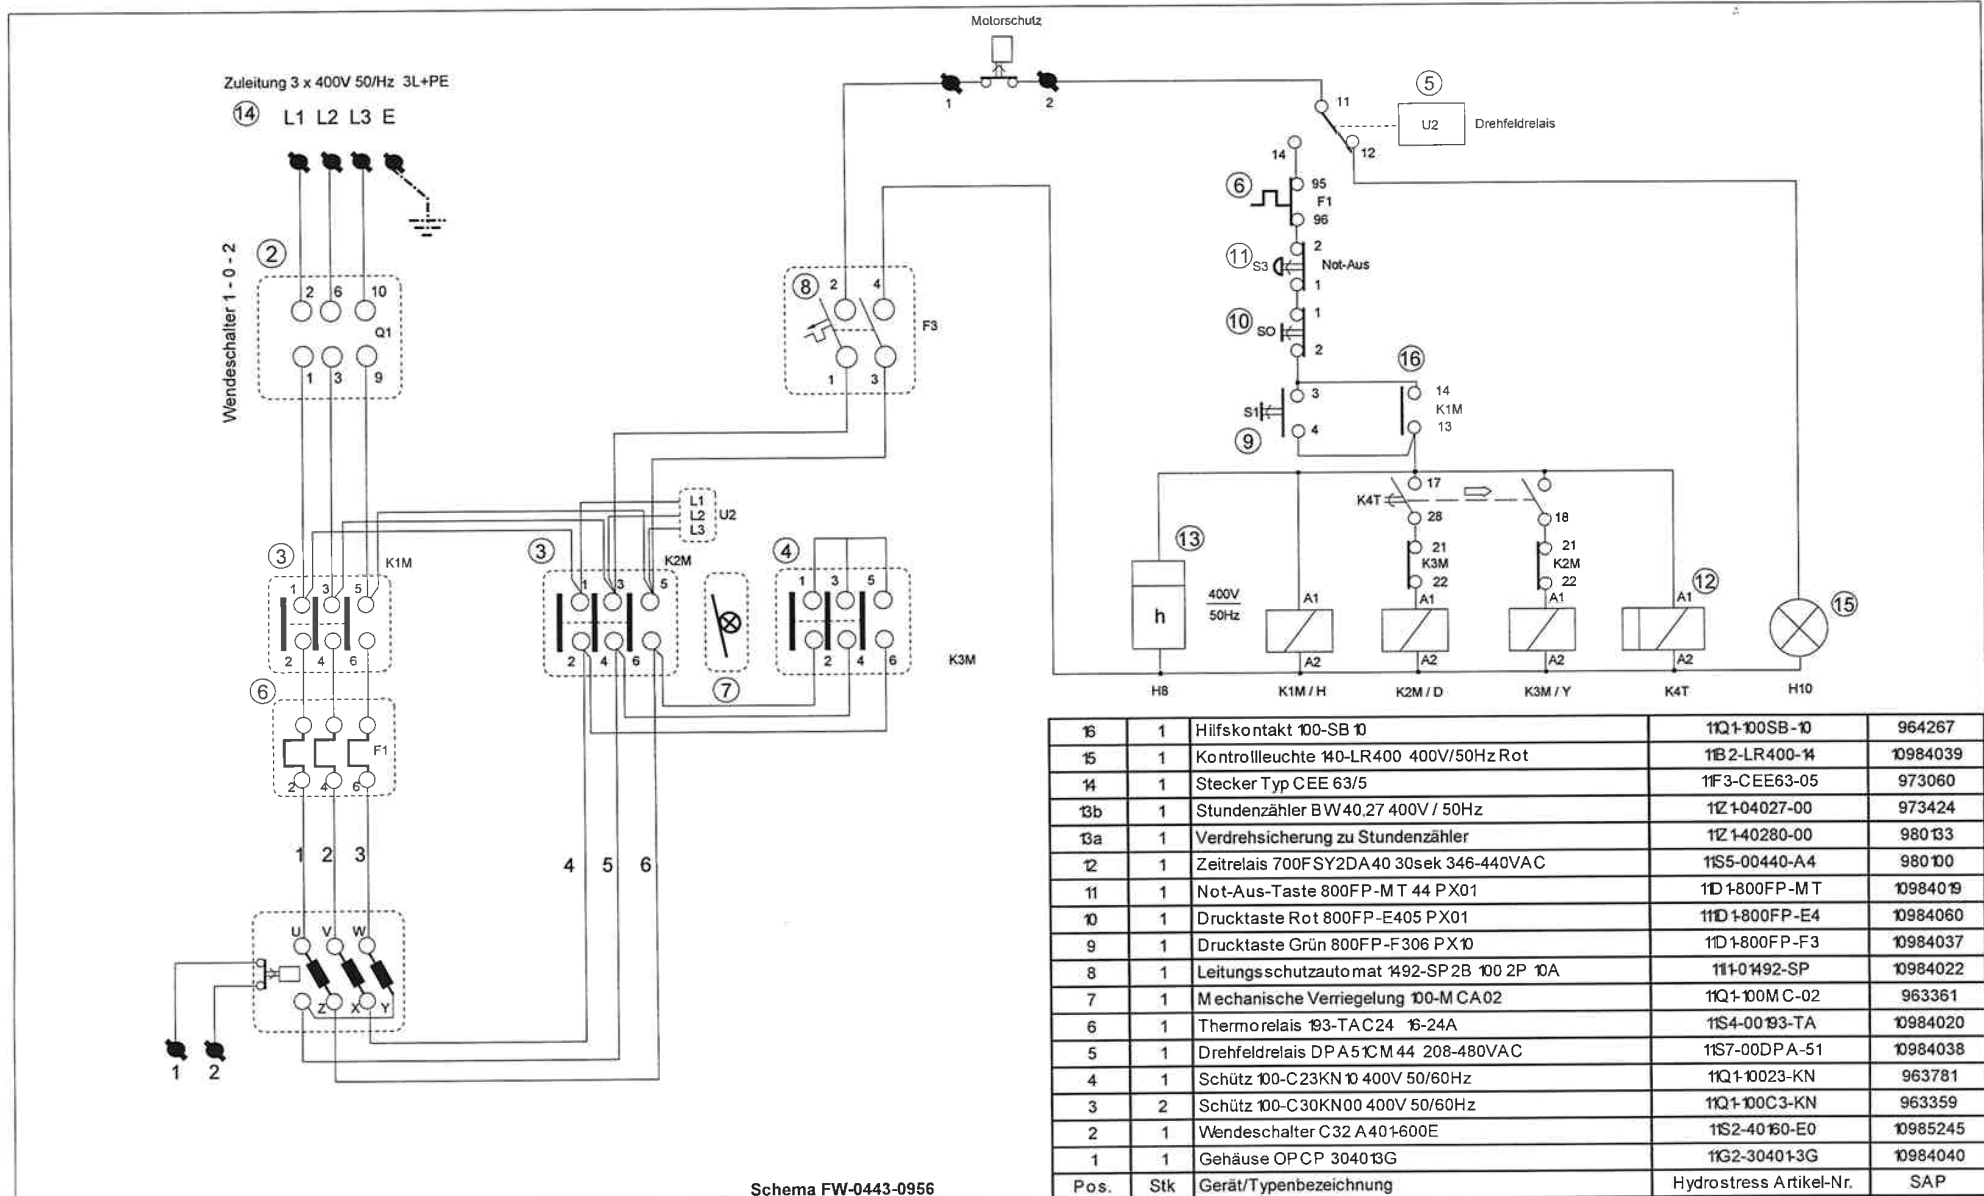 Motorschutz
1
2
Zuleitung 3 x 400V 50/Hz 3L+PE
14 L1 L2 L3 E
Wendeschalter 1 - 0 - 2
2
2 6 10
Q1
1 3 9
3
K1M
1 3 5
2 4 6
6
F1
2 4 6
1 2 3
U V W
Z X Y
1 2
8
2 4
F3
1 3
L1
L2 U2
L3
3
K2M
1 3 5
2 4 6
7
4
1 3 5
2 4 6
K3M
4 5 6
5
11
U2 Drehfeldrelais
12
14
6
95
F1
96
11
2
S3 Not-Aus
1
10
1
SO
2
16
3
14
S1
K1M
4
13
9
17
K4T
28
18
21
K3M
22
21
K2M
22
13
h
400V
50Hz
12
15
A1 A1 A1 A1
A2 A2 A2 A2
H8 K1M / H K2M / D K3M / Y K4T H10
16 1 Hilfskontakt 100-SB 10 11Q1-100SB-10 964267
15 1 Kontrollleuchte 140-LR400 400V/50Hz Rot 11B2-LR400-14 10984039
14 1 Stecker Typ CEE 63/5 11F3-CEE63-05 973060
13b 1 Stundenzähler BW40,27 400V / 50Hz 11Z1-04027-00 973424
13a 1 Verdrehsicherung zu Stundenzähler 11Z1-40280-00 980133
12 1 Zeitrelais 700FSY2DA40 30sek 346-440VAC 11S5-00440-A4 980100
11 1 Not-Aus-Taste 800FP-MT 44 PX01 11D1-800FP-MT 10984019
10 1 Drucktaste Rot 800FP-E405 PX01 111D1-800FP-E4 10984060
9 1 Drucktaste Grün 800FP-F306 PX10 11D1-800FP-F3 10984037
8 1 Leitungsschutzautomat 1492-SP2B 100 2P 10A 11I1-01492-SP 10984022
7 1 Mechanische Verriegelung 100-MCA02 11Q1-100MC-02 963361
6 1 Thermorelais 193-TAC24 16-24A 11S4-00193-TA 10984020
5 1 Drehfeldrelais DPA51CM44 208-480VAC 11S7-00DPA-51 10984038
4 1 Schütz 100-C23KN10 400V 50/60Hz 11Q1-10023-KN 963781
3 2 Schütz 100-C30KN00 400V 50/60Hz 11Q1-100C3-KN 963359
2 1 Wendeschalter C32 A401-600E 11S2-40160-E0 10985245
1 1 Gehäuse OPCP 304013G 11G2-30401-3G 10984040
Pos. Stk Gerät/Typenbezeichnung Hydrostress Artikel-Nr. SAP
Schema FW-0443-0956